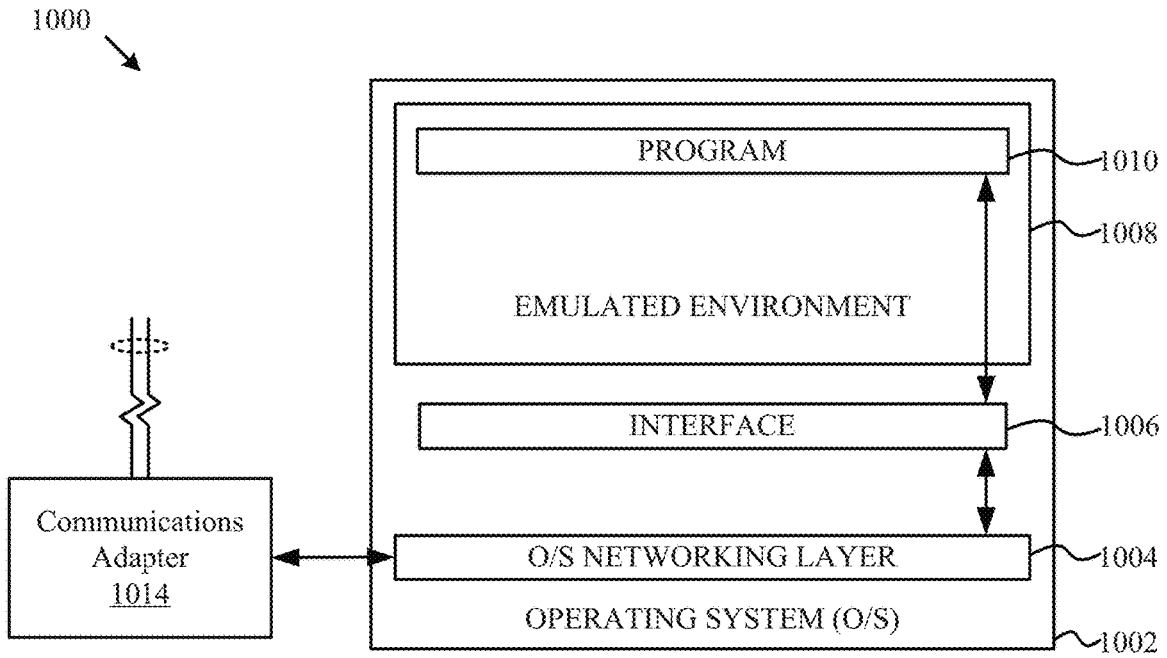 1000
PROGRAM
1010
1008
EMULATED ENVIRONMENT
INTERFACE
1006
Communications
Adapter
1014
O/S NETWORKING LAYER
1004
OPERATING SYSTEM (O/S)
1002